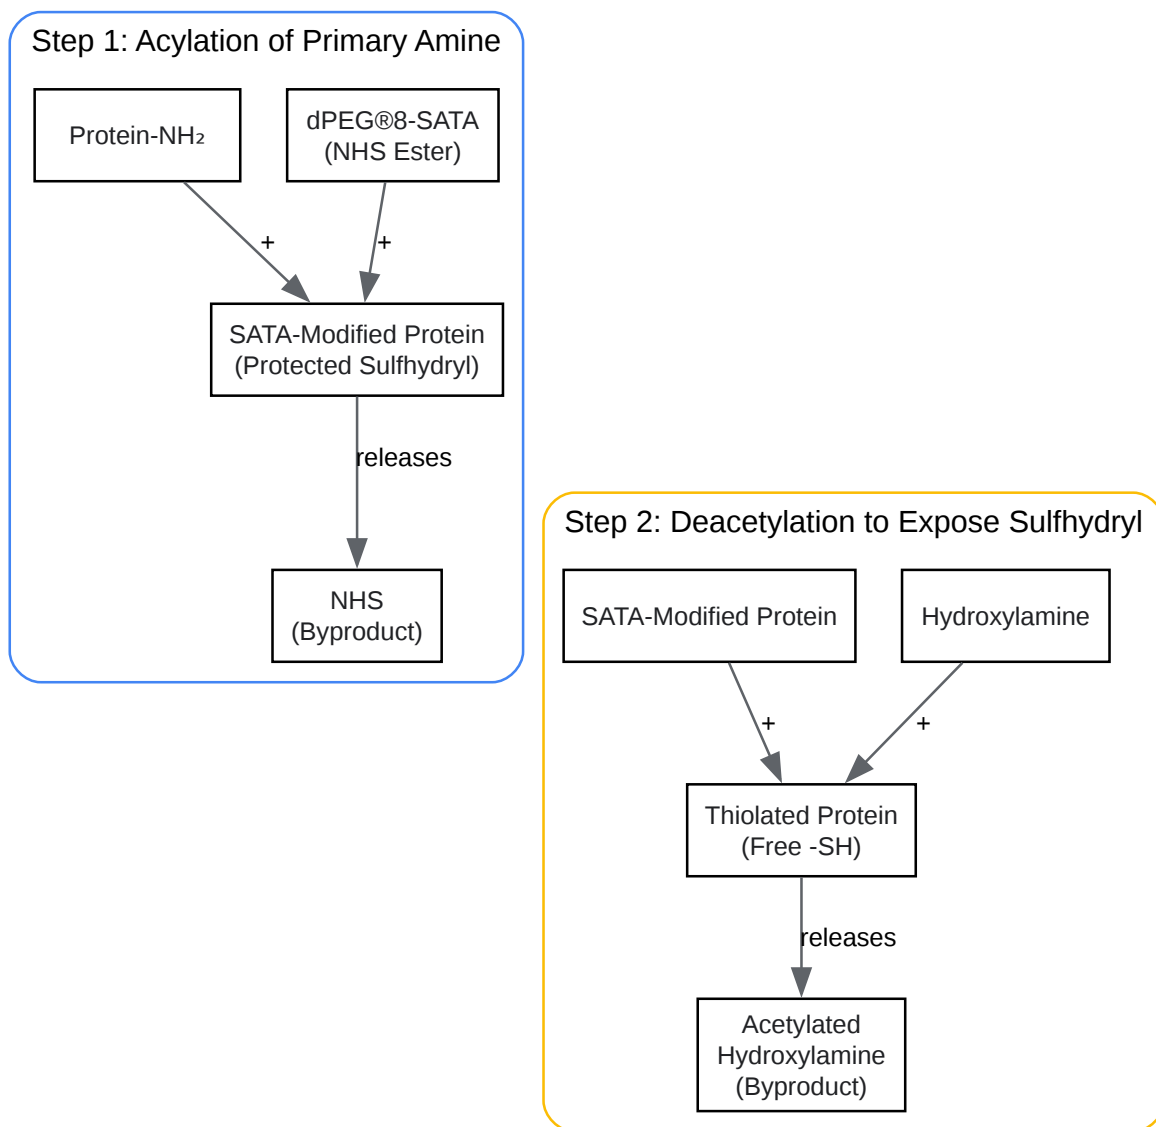 Step 1: Acylation of Primary Amine
Protein-NH₂
dPEG®8-SATA
(NHS Ester)
+
+
SATA-Modified Protein
(Protected Sulfhydryl)
releases
NHS
(Byproduct)
Step 2: Deacetylation to Expose Sulfhydryl
SATA-Modified Protein
Hydroxylamine
+
+
Thiolated Protein
(Free -SH)
releases
Acetylated
Hydroxylamine
(Byproduct)